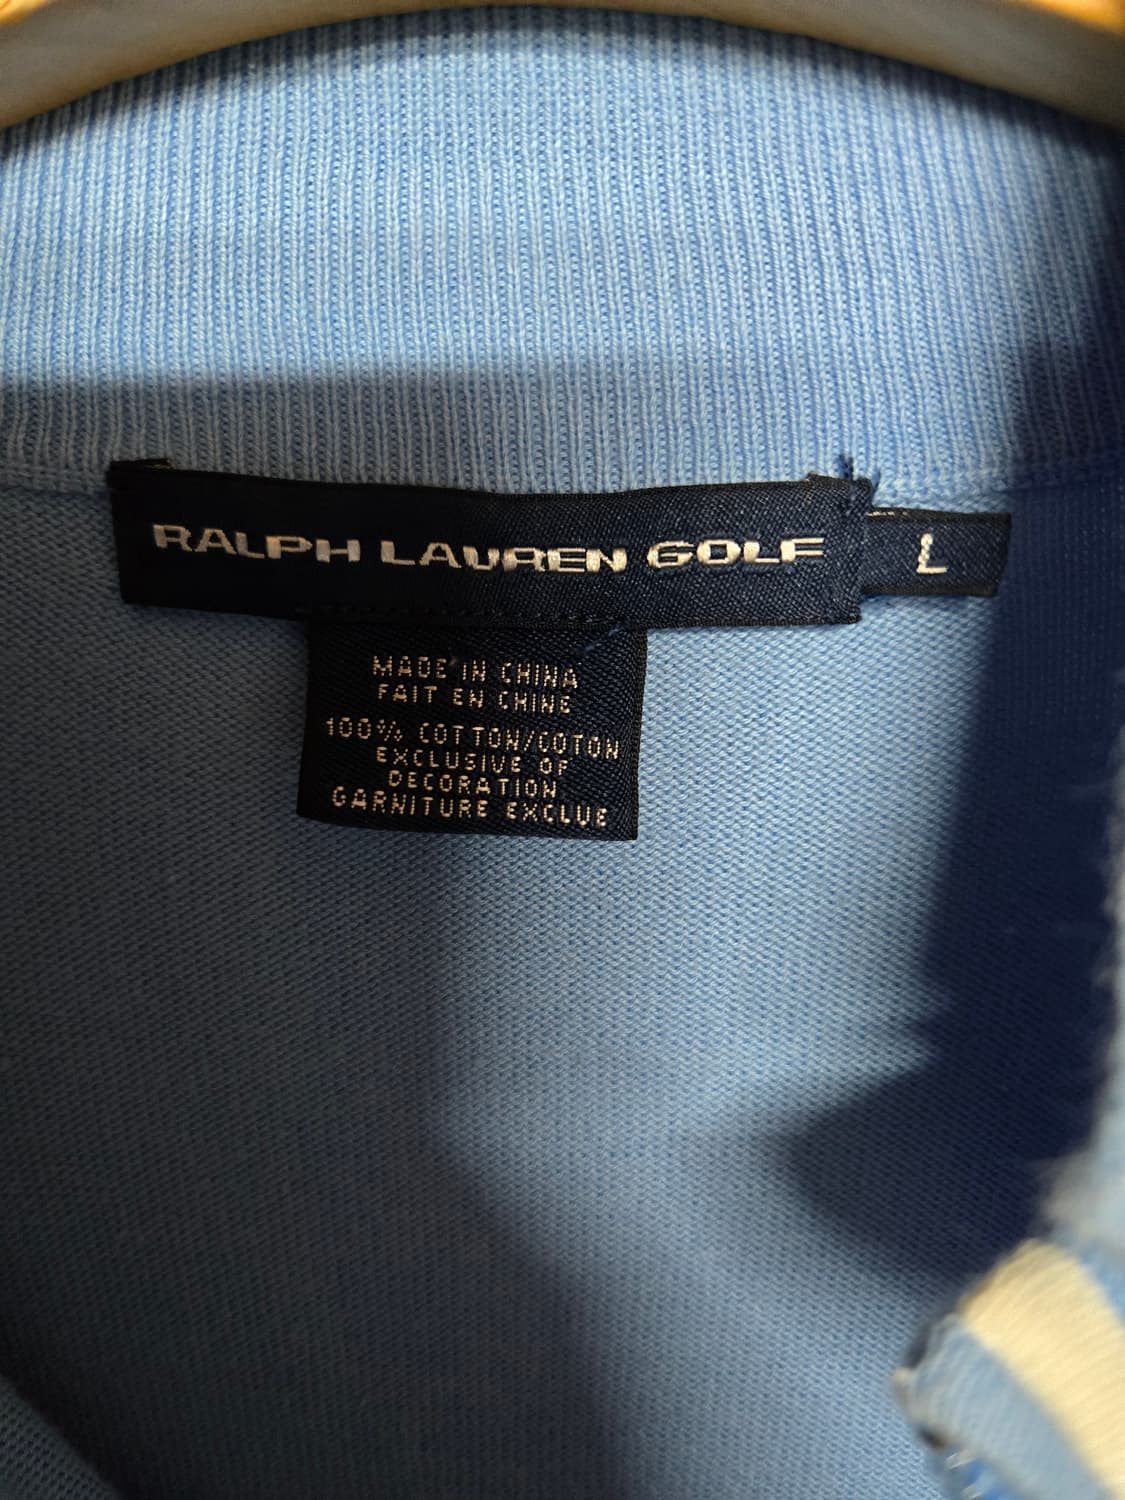 RALPH LAUREN GOLF
L
MADE IN CHINA
FAIT EN CHINE
100% COTTON/COTON
EXCLUSIVE OF
DECORATION
GARNITURE EXCLUE